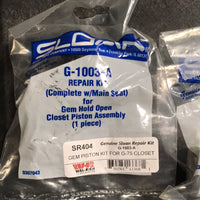 SLOAN
G-1003-A
REPAIR KIT
(Complete w/Main Seal)
for
Gem Hold Open
Closet Piston Assembly
(1 piece)
SR404
Genuine Sloan Repair Kit
G-1003-A
GEM PISTON KIT FOR G-75 CLOSET